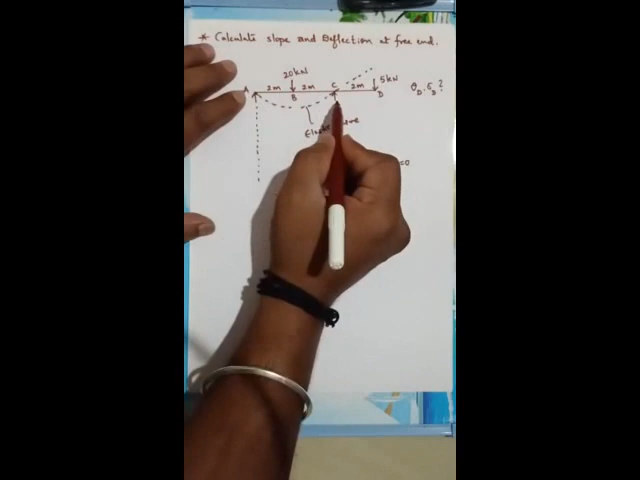 * Calculate slope and Deflection at free end.
20kN
5kN
A 2m 2m C 2m
B D
θD, δD?
=0